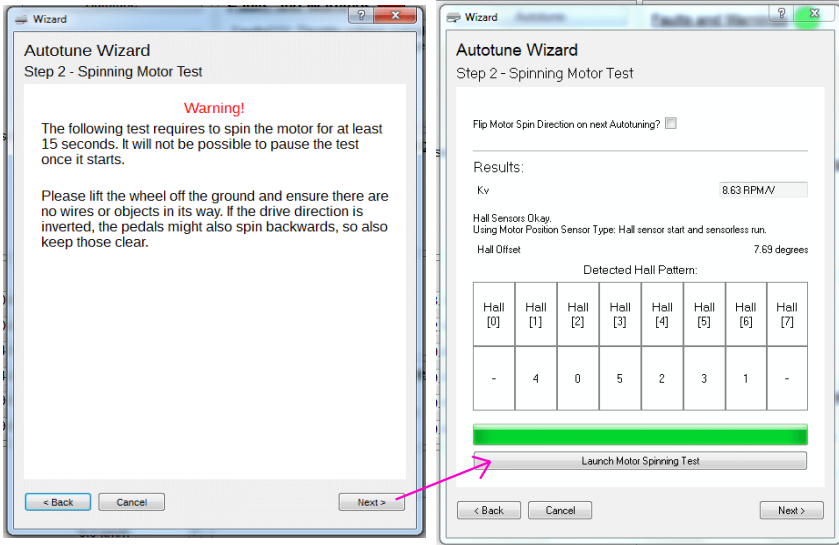 Wizard
Autotune Wizard
Step 2 - Spinning Motor Test
Warning!
The following test requires to spin the motor for at least
15 seconds. It will not be possible to pause the test
once it starts.
Please lift the wheel off the ground and ensure there are
no wires or objects in its way. If the drive direction is
inverted, the pedals might also spin backwards, so also
keep those clear.
< Back
Cancel
Next >
Wizard
Autotune
Faults and Warnings
Autotune Wizard
Step 2 - Spinning Motor Test
Flip Motor Spin Direction on next Autotuning?
Results:
Kv
8.63 RPM/V
Hall Sensors Okay.
Using Motor Position Sensor Type: Hall sensor start and sensorless run.
Hall Offset
7.69 degrees
Detected Hall Pattern:
Hall [0] Hall [1] Hall [2] Hall [3] Hall [4] Hall [5] Hall [6] Hall [7]
- 4 0 5 2 3 1 -
Launch Motor Spinning Test
< Back
Cancel
Next >